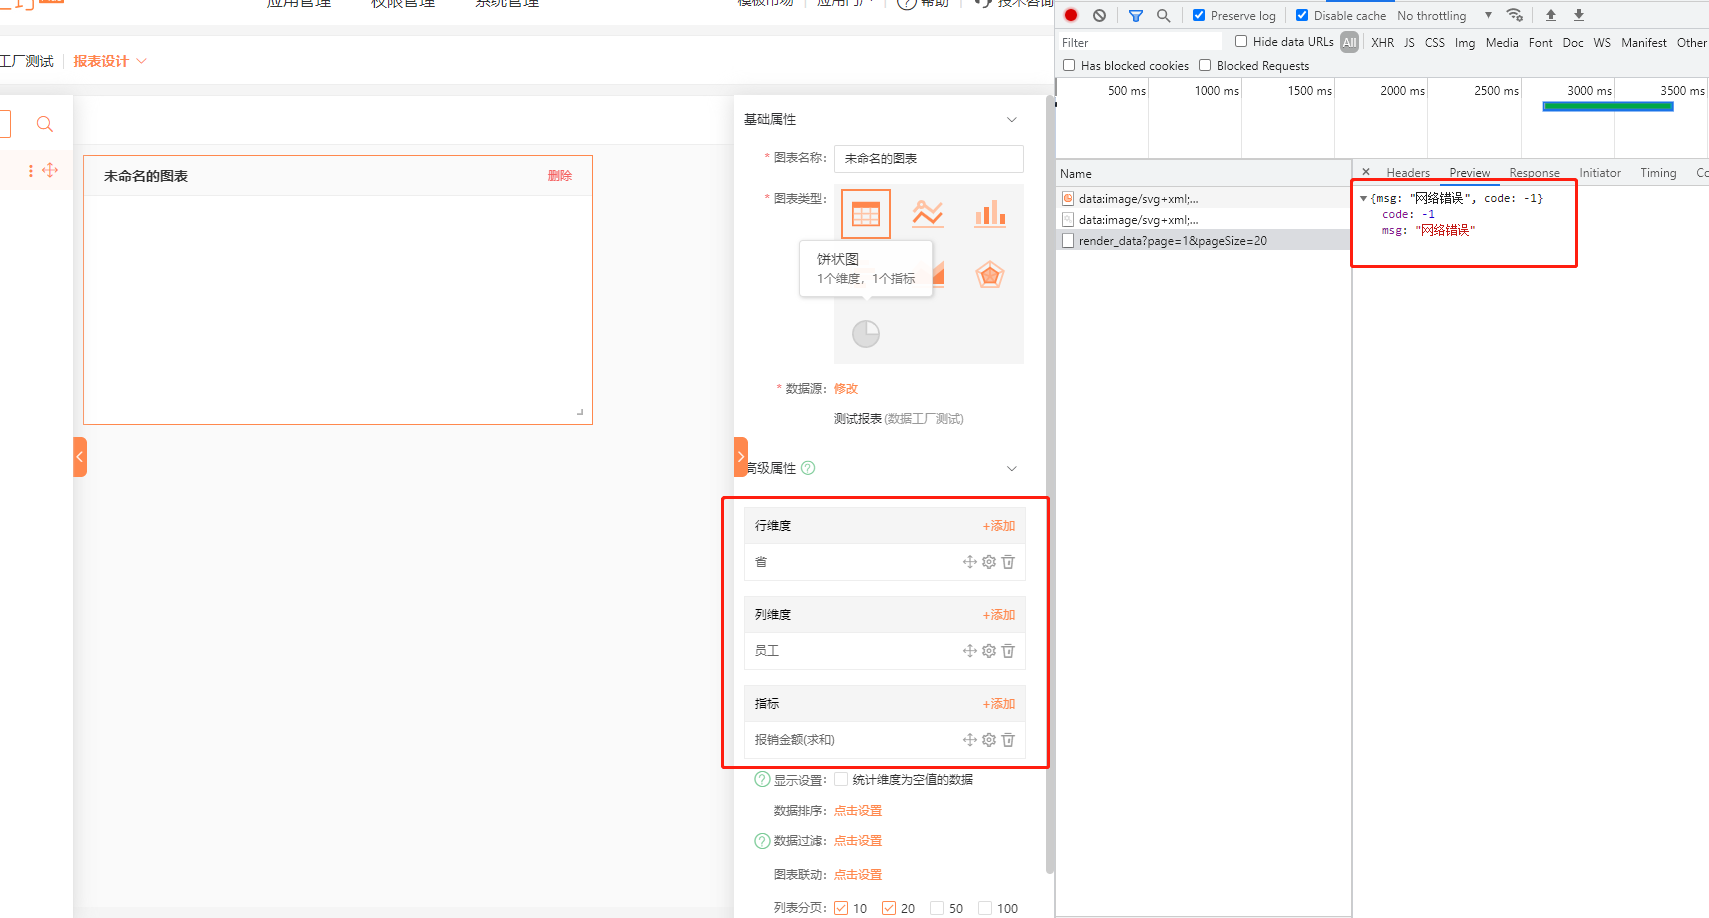 应用管理
权限管理
系统管理
模板市场
应用门户
帮助
技术咨询
工厂测试
报表设计
未命名的图表
删除
基础属性
* 图表名称:
未命名的图表
* 图表类型:
饼状图
1个维度，1个指标
* 数据源:
修改
测试报表(数据工厂测试)
高级属性
行维度
+添加
省
列维度
+添加
员工
指标
+添加
报销金额(求和)
显示设置:
统计维度为空值的数据
数据排序:
点击设置
数据过滤:
点击设置
图表联动:
点击设置
列表分页:
10
20
50
100
Preserve log
Disable cache
No throttling
Filter
Hide data URLs
All
XHR
JS
CSS
Img
Media
Font
Doc
WS
Manifest
Other
Has blocked cookies
Blocked Requests
500 ms
1000 ms
1500 ms
2000 ms
2500 ms
3000 ms
3500 ms
Name
data:image/svg+xml;...
data:image/svg+xml;...
render_data?page=1&pageSize=20
Headers
Preview
Response
Initiator
Timing
Co
{msg: "网络错误", code: -1}
code: -1
msg: "网络错误"